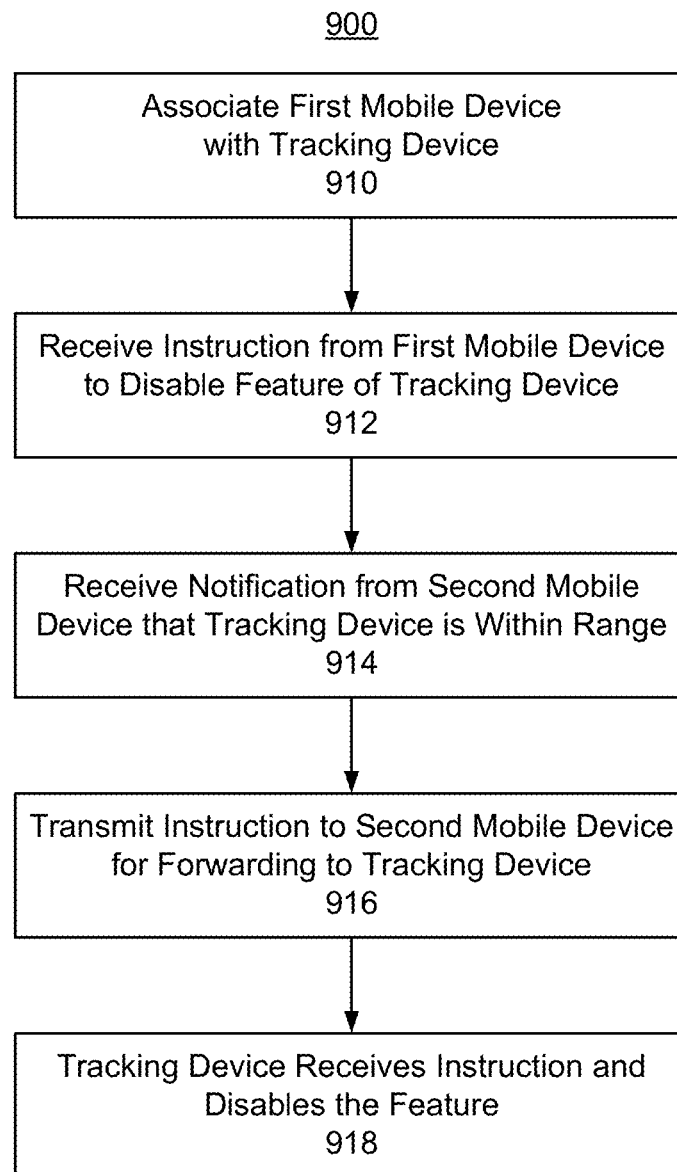 900
Associate First Mobile Device
with Tracking Device
910
Receive Instruction from First Mobile Device
to Disable Feature of Tracking Device
912
Receive Notification from Second Mobile
Device that Tracking Device is Within Range
914
Transmit Instruction to Second Mobile Device
for Forwarding to Tracking Device
916
Tracking Device Receives Instruction and
Disables the Feature
918